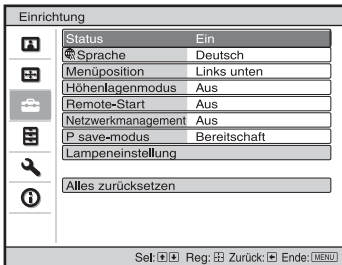 Einrichtung
Status Ein
Sprache Deutsch
Menüposition Links unten
Höhenlagenmodus Aus
Remote-Start Aus
Netzwerkmanagement Aus
P save-modus Bereitschaft
Lampeneinstellung
Alles zurücksetzen
Sel: Reg: Zurück: Ende: MENU